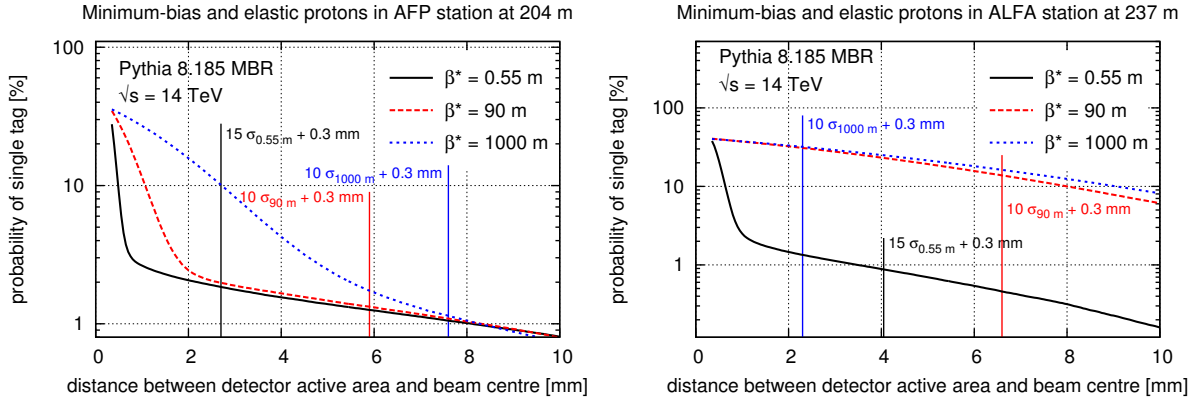 Minimum-bias and elastic protons in AFP station at 204 m
probability of single tag [%]
100
10
1
Pythia 8.185 MBR
√s = 14 TeV
β* = 0.55 m
β* = 90 m
β* = 1000 m
15 σ0.55 m + 0.3 mm
10 σ1000 m + 0.3 mm
10 σ90 m + 0.3 mm
0 2 4 6 8 10
distance between detector active area and beam centre [mm]
Minimum-bias and elastic protons in ALFA station at 237 m
probability of single tag [%]
100
10
1
Pythia 8.185 MBR
√s = 14 TeV
β* = 0.55 m
β* = 90 m
β* = 1000 m
10 σ1000 m + 0.3 mm
10 σ90 m + 0.3 mm
15 σ0.55 m + 0.3 mm
0 2 4 6 8 10
distance between detector active area and beam centre [mm]